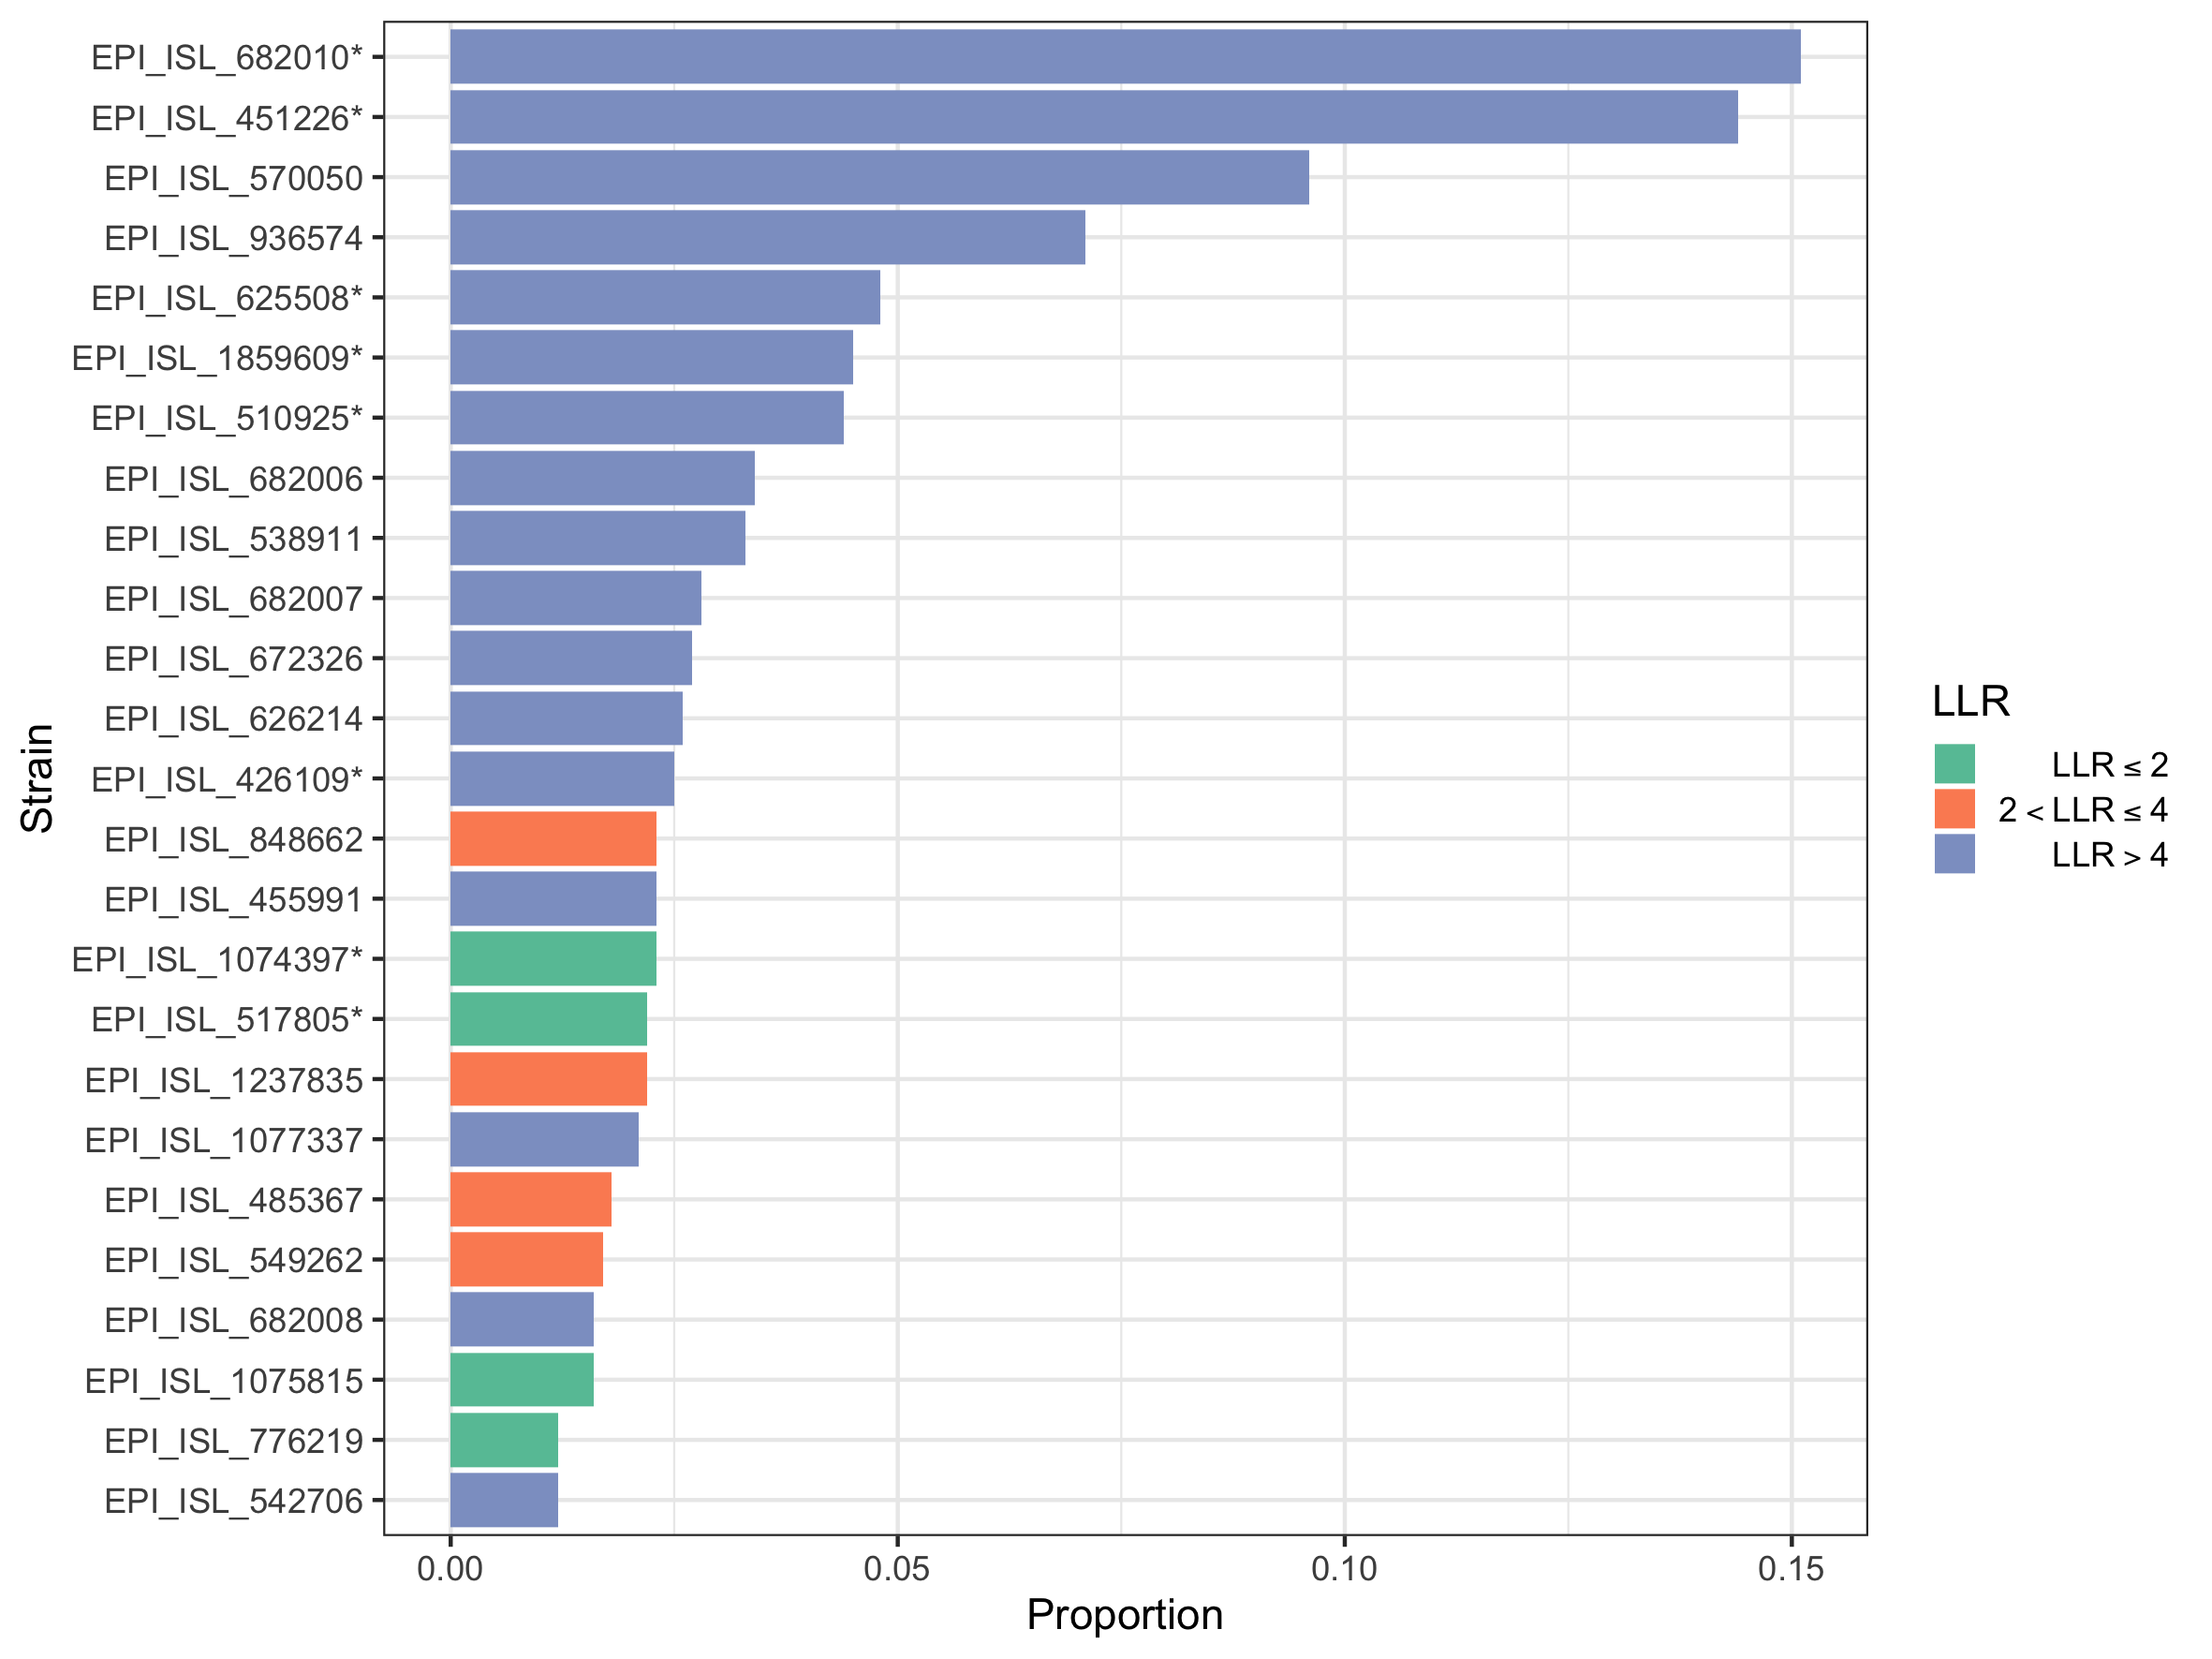 EPI_ISL_682010*
EPI_ISL_451226*
EPI_ISL_570050
EPI_ISL_936574
EPI_ISL_625508*
EPI_ISL_1859609*
EPI_ISL_510925*
EPI_ISL_682006
EPI_ISL_538911
EPI_ISL_682007
EPI_ISL_672326
EPI_ISL_626214
EPI_ISL_426109*
EPI_ISL_848662
EPI_ISL_455991
EPI_ISL_1074397*
EPI_ISL_517805*
EPI_ISL_1237835
EPI_ISL_1077337
EPI_ISL_485367
EPI_ISL_549262
EPI_ISL_682008
EPI_ISL_1075815
EPI_ISL_776219
EPI_ISL_542706
Strain
0.00 0.05 0.10 0.15
Proportion
LLR
LLR ≤ 2
2 < LLR ≤ 4
LLR > 4